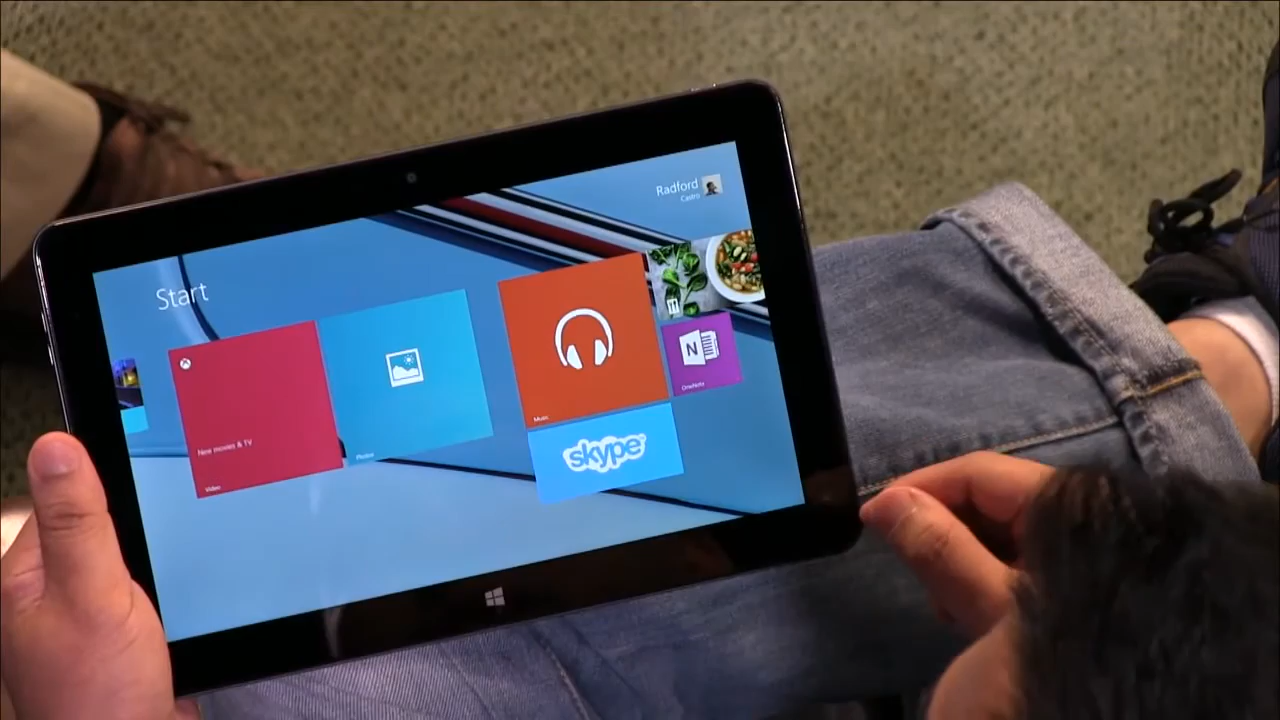 Radford
Castro
Start
New movies & TV
Video
Photos
Music
N
OneNote
skype